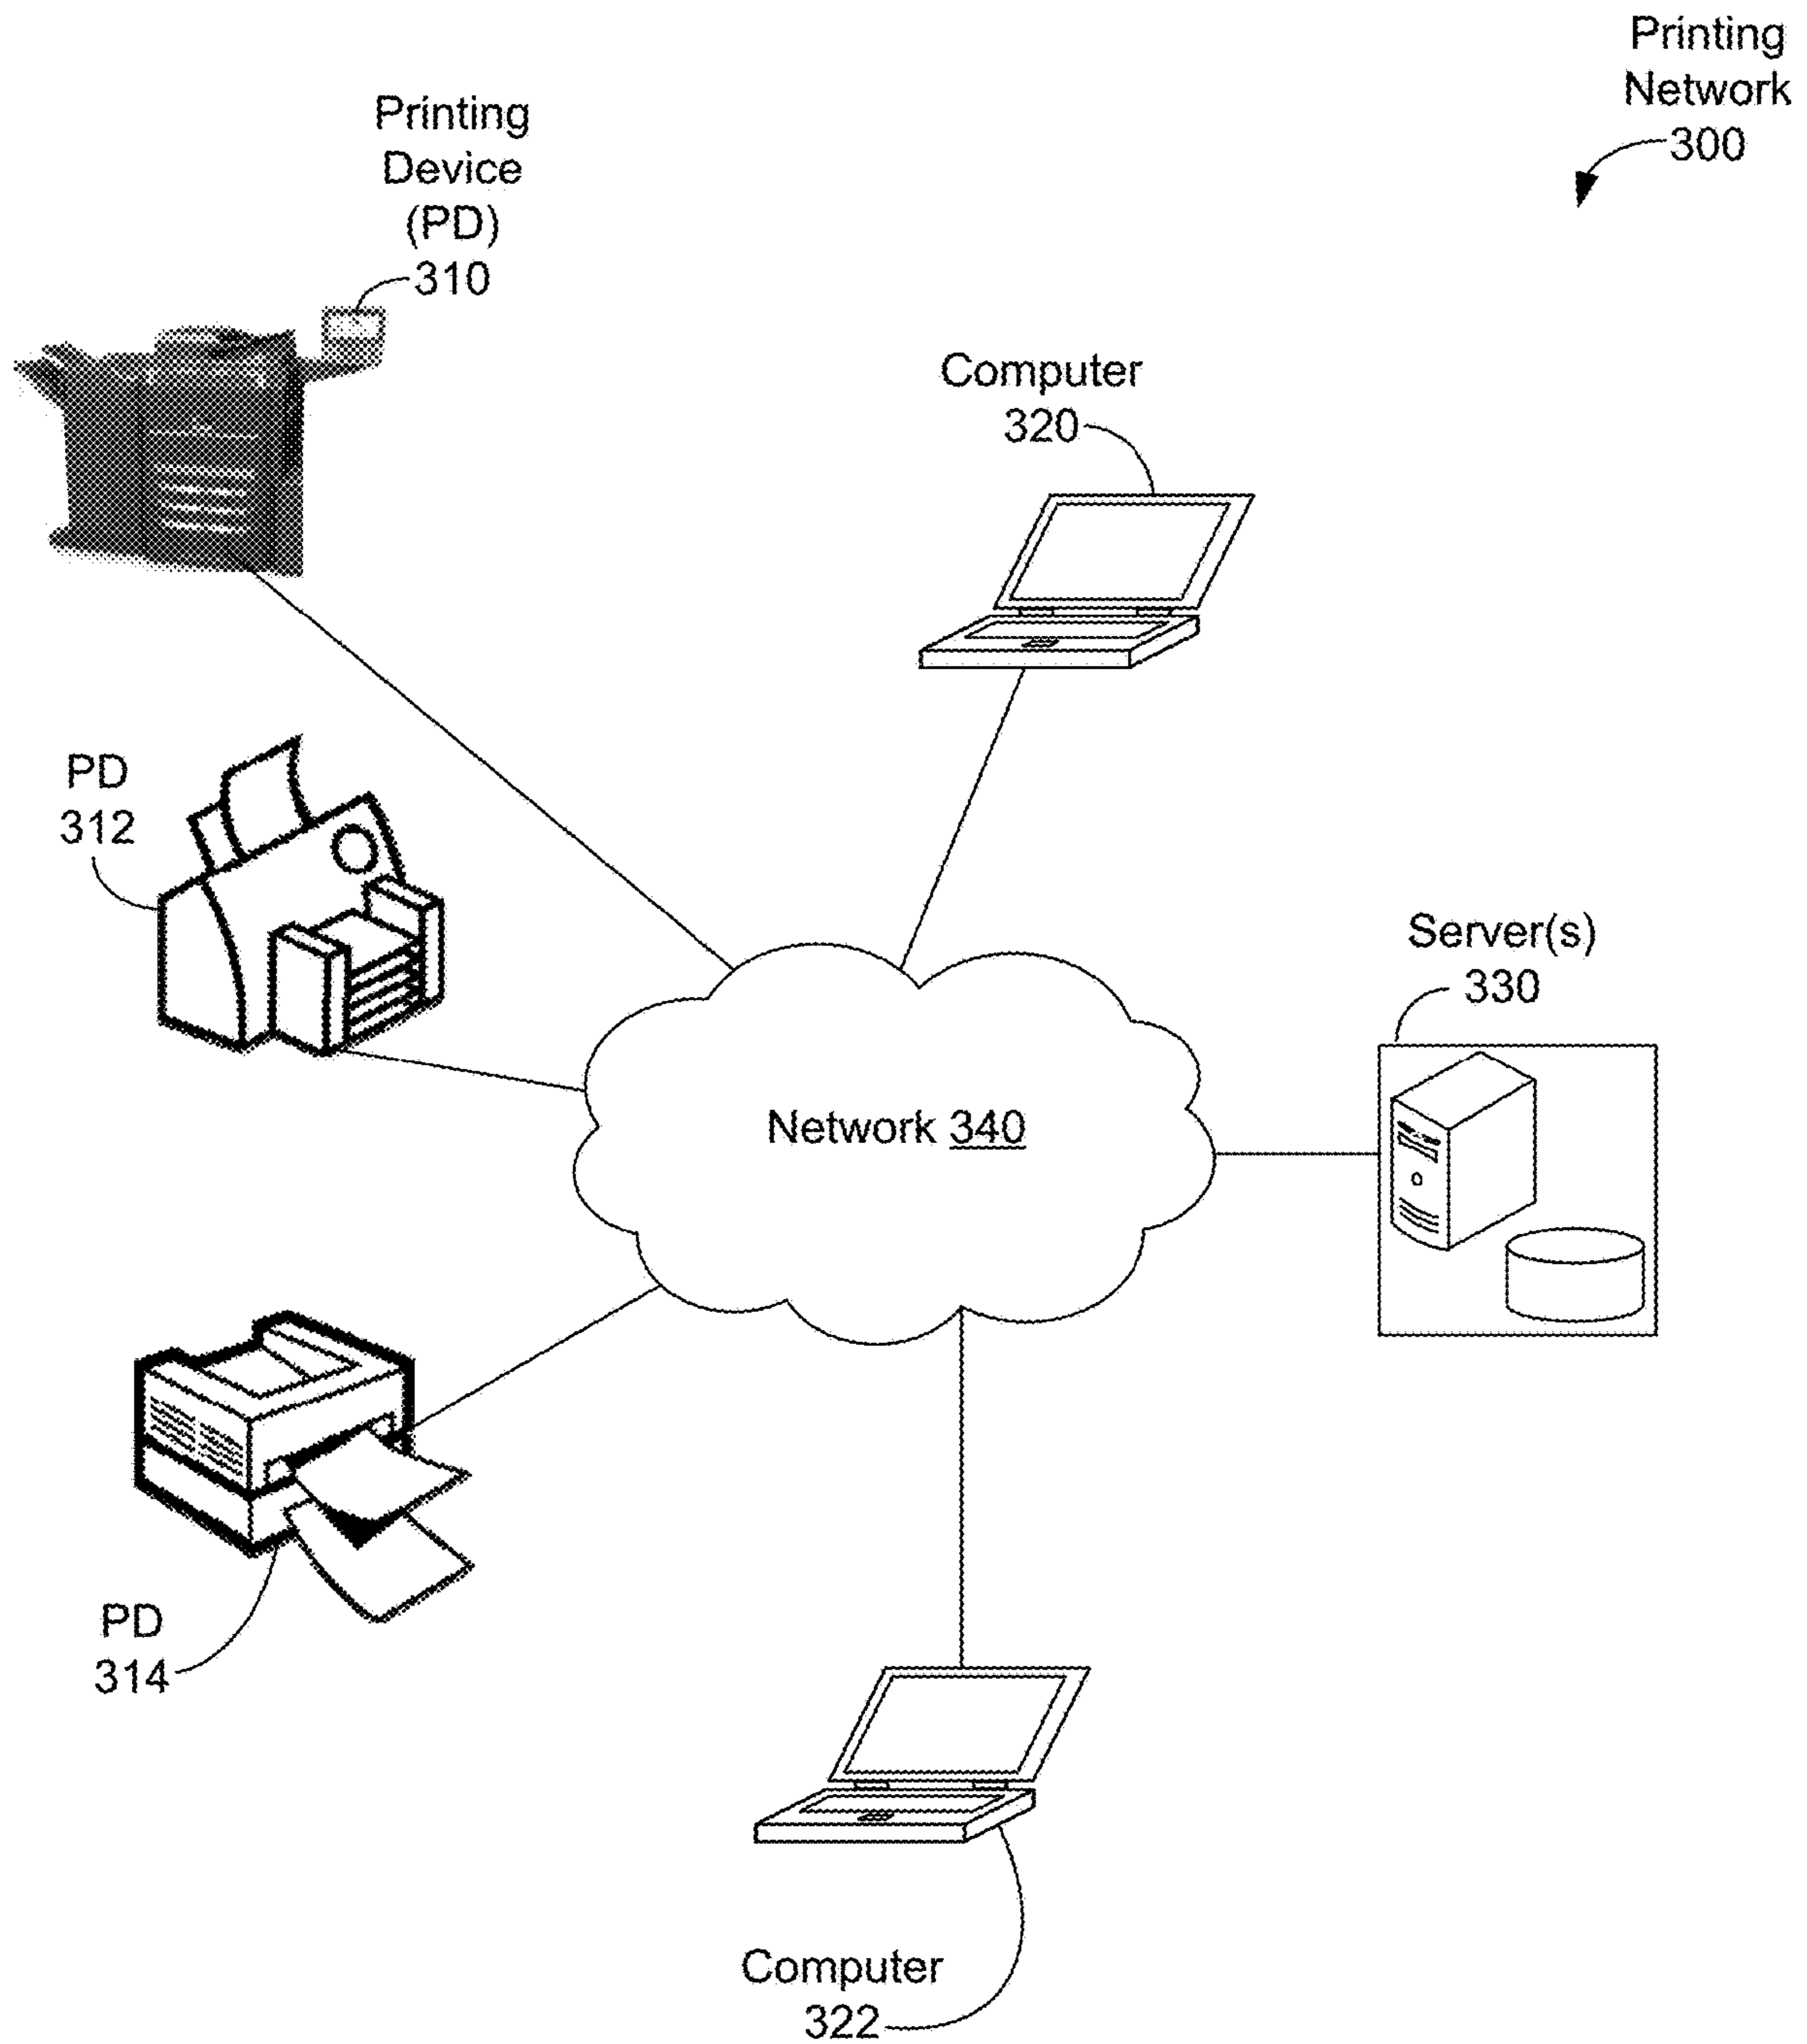 Printing
Network
300
Printing
Device
(PD)
310
Computer
320
PD
312
Server(s)
330
Network 340
PD
314
Computer
322